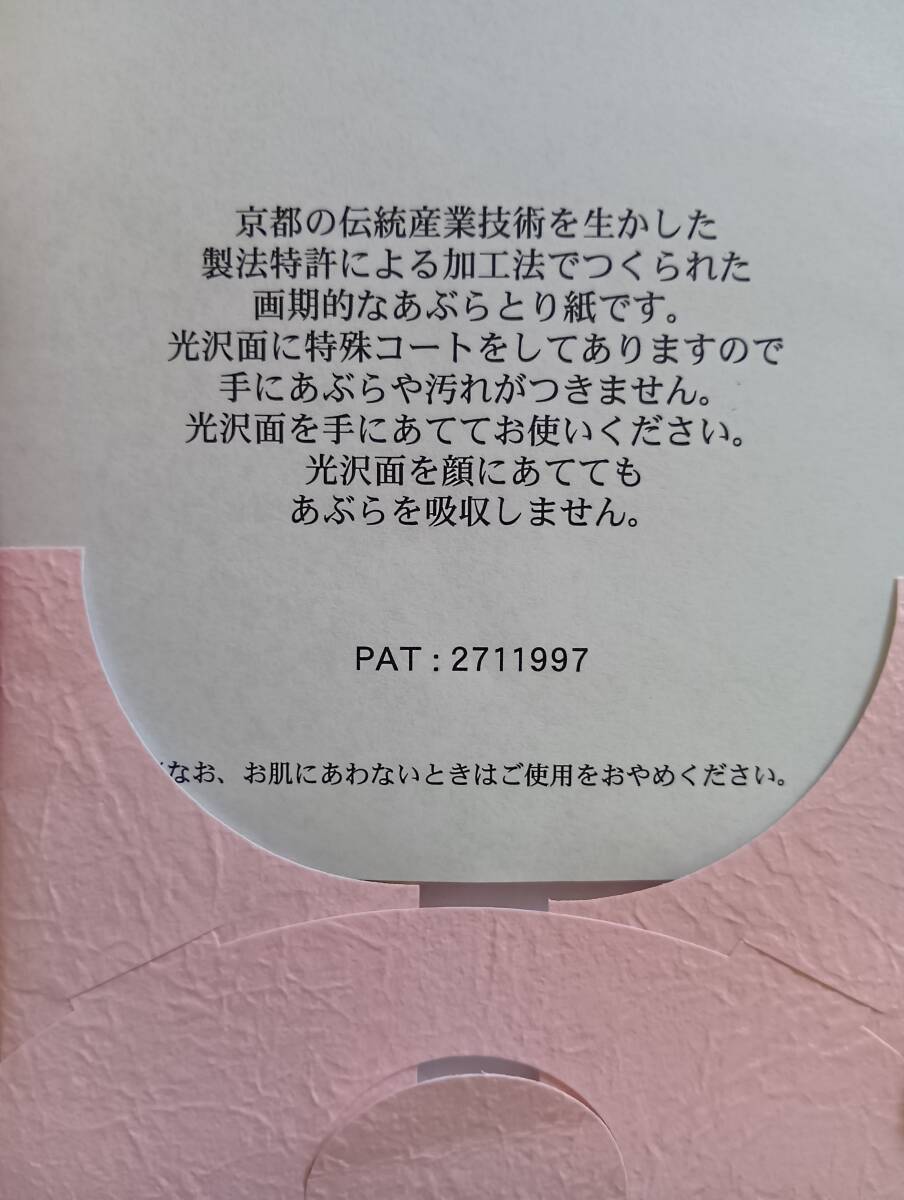 京都の伝統産業技術を生かした
製法特許による加工法でつくられた
画期的なあぶらとり紙です。
光沢面に特殊コートをしてありますので
手にあぶらや汚れがつきません。
光沢面を手にあててお使いください。
光沢面を顔にあてても
あぶらを吸収しません。
PAT : 2711997
なお、お肌にあわないときはご使用をおやめください。